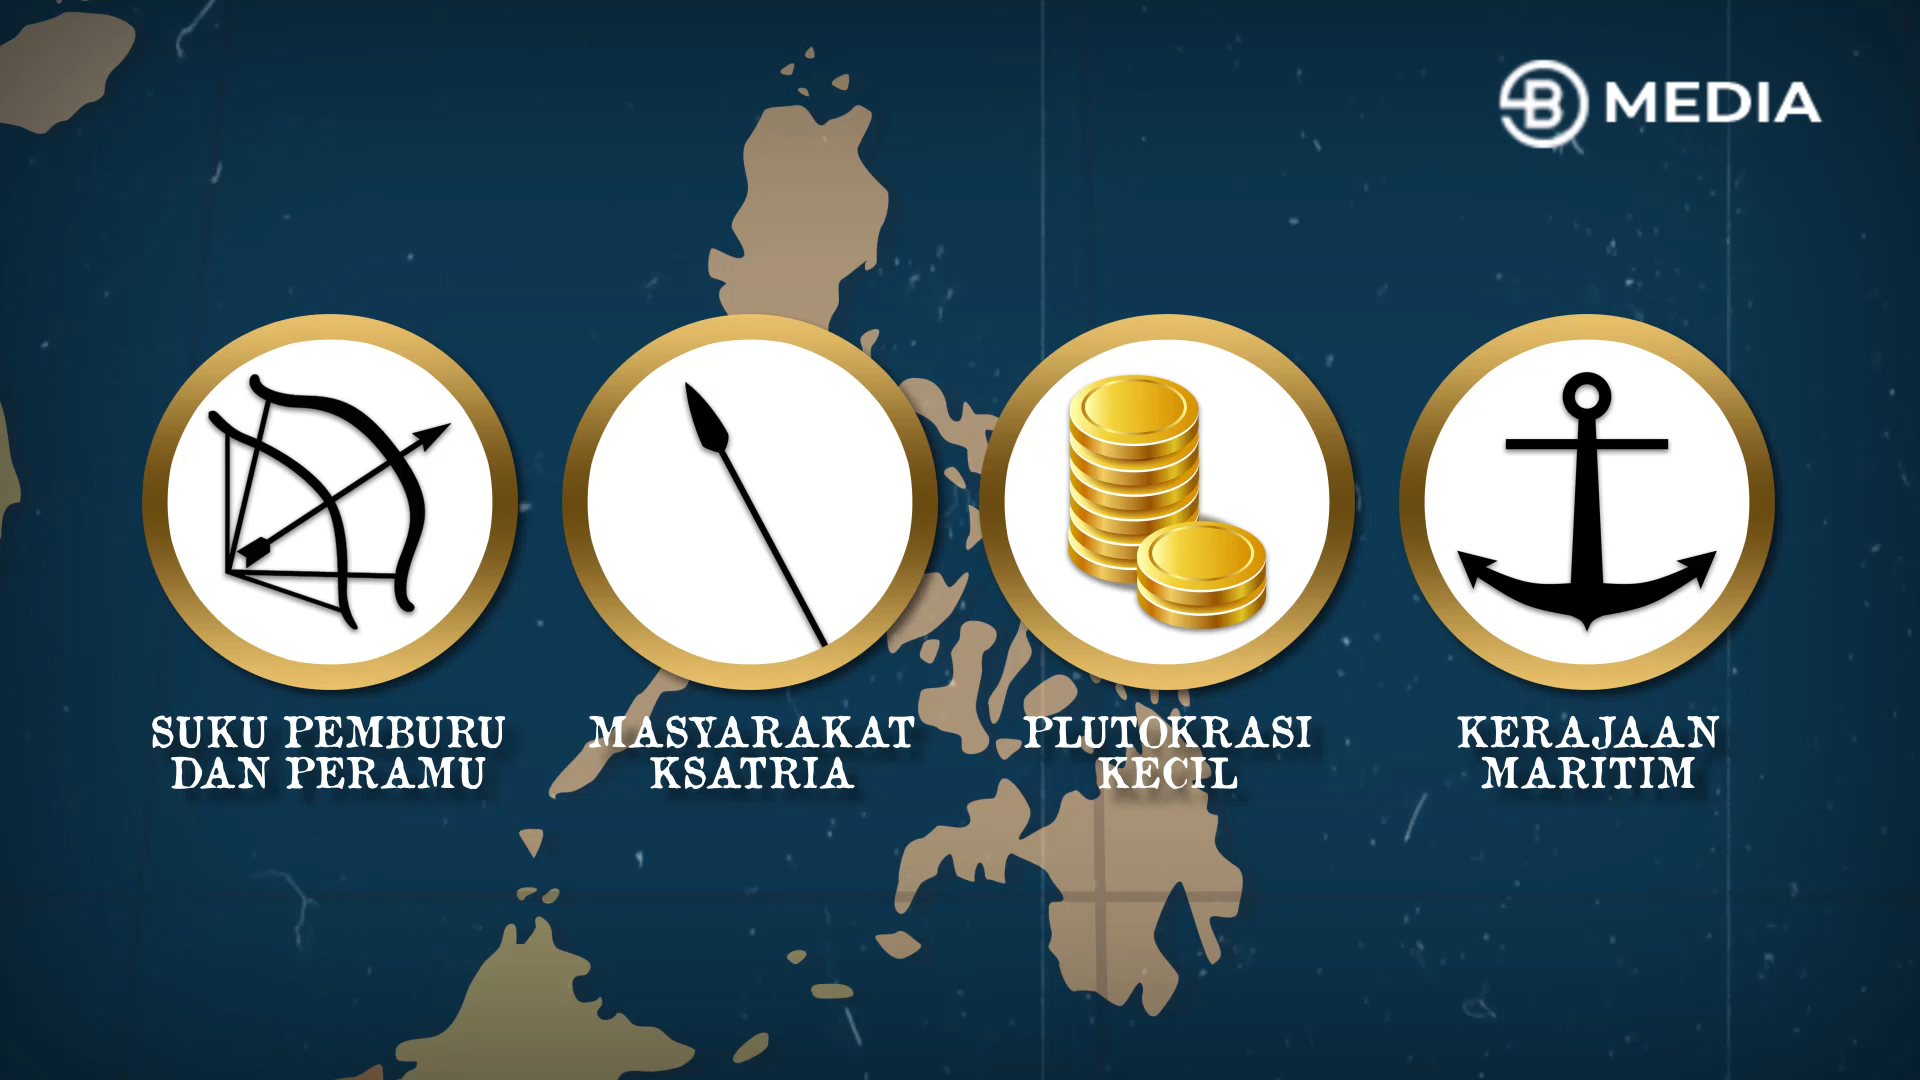 B MEDIA
SUKU PEMBURU
DAN PERAMU
MASYARAKAT
KSATRIA
PLUTOKRASI
KECIL
KERAJAAN
MARITIM